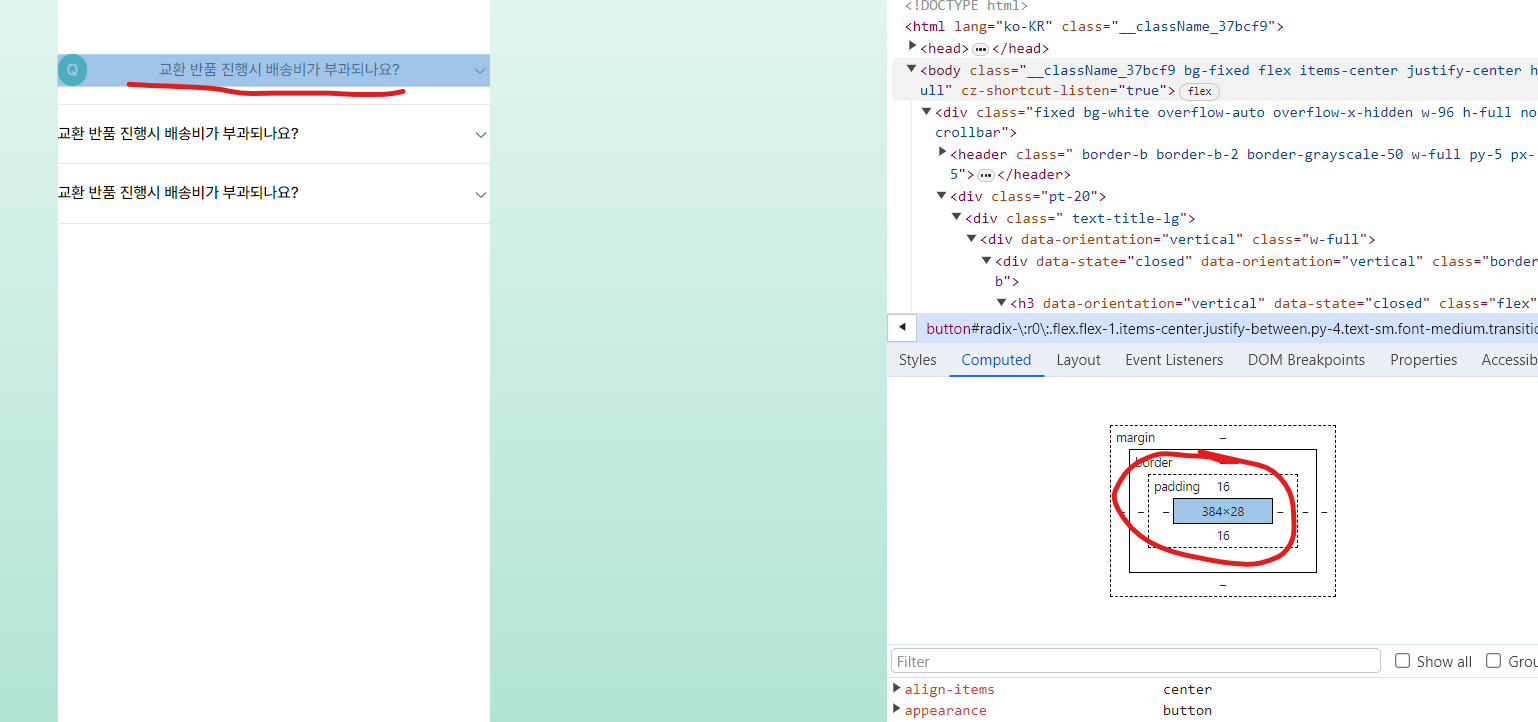 Q
교환 반품 진행시 배송비가 부과되나요?
교환 반품 진행시 배송비가 부과되나요?
교환 반품 진행시 배송비가 부과되나요?
<!DOCTYPE html>
<html lang="ko-KR" class="__className_37bcf9">
<head> ••• </head>
<body class="__className_37bcf9 bg-fixed flex items-center justify-center h
ull" cz-shortcut-listen="true"> flex
<div class="fixed bg-white overflow-auto overflow-x-hidden w-96 h-full no
crollbar">
<header class=" border-b border-b-2 border-grayscale-50 w-full py-5 px-
5"> ••• </header>
<div class="pt-20">
<div class=" text-title-lg">
<div data-orientation="vertical" class="w-full">
<div data-state="closed" data-orientation="vertical" class="border
b">
<h3 data-orientation="vertical" data-state="closed" class="flex"
button#radix-\:r0\:.flex.flex-1.items-center.justify-between.py-4.text-sm.font-medium.transitio
Styles Computed Layout Event Listeners DOM Breakpoints Properties Accessib
margin –
border
padding 16
– – – 384×28 – – –
16
–
Filter Show all Grou
align-items center
appearance button